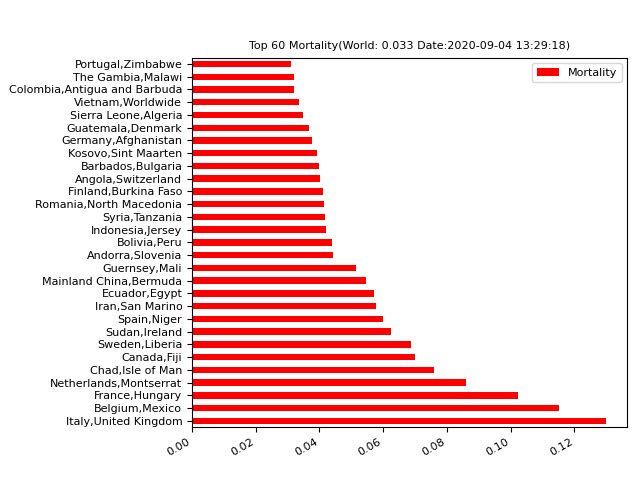 Top 60 Mortality(World: 0.033 Date:2020-09-04 13:29:18)
Mortality
Portugal,Zimbabwe
The Gambia,Malawi
Colombia,Antigua and Barbuda
Vietnam,Worldwide
Sierra Leone,Algeria
Guatemala,Denmark
Germany,Afghanistan
Kosovo,Sint Maarten
Barbados,Bulgaria
Angola,Switzerland
Finland,Burkina Faso
Romania,North Macedonia
Syria,Tanzania
Indonesia,Jersey
Bolivia,Peru
Andorra,Slovenia
Guernsey,Mali
Mainland China,Bermuda
Ecuador,Egypt
Iran,San Marino
Spain,Niger
Sudan,Ireland
Sweden,Liberia
Canada,Fiji
Chad,Isle of Man
Netherlands,Montserrat
France,Hungary
Belgium,Mexico
Italy,United Kingdom
0.00 0.02 0.04 0.06 0.08 0.10 0.12